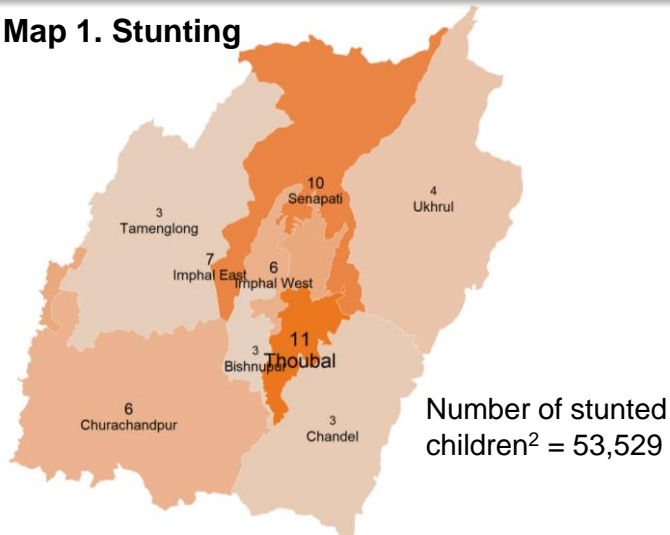 Map 1. Stunting
10
Senapati
4
Ukhrul
3
Tamenglong
7
Imphal East
6
Imphal West
11
Thoubal
3
Bishnupur
6
Churachandpur
3
Chandel
Number of stunted
children² = 53,529